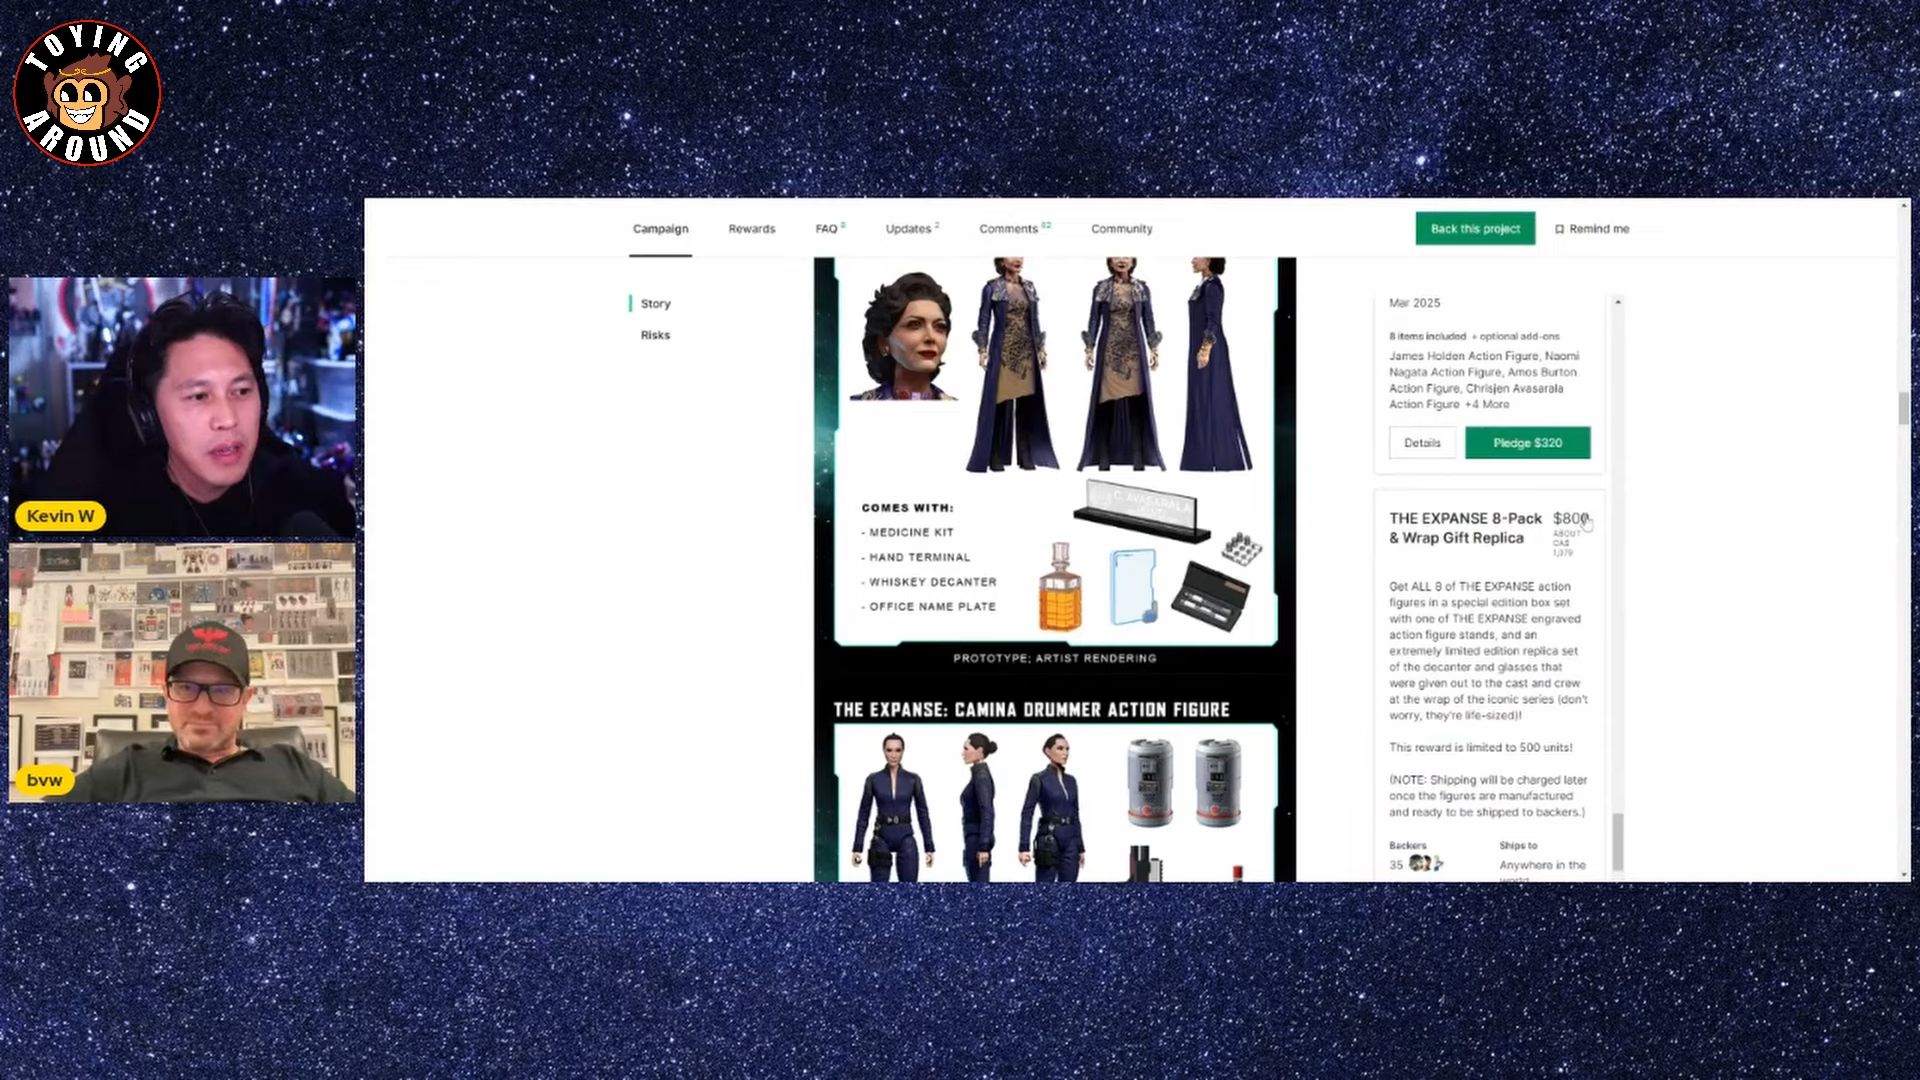 TOYING
AROUND
Campaign
Rewards
FAQ
Updates 2
Comments
Community
Back this project
Remind me
Story
Risks
Kevin W
bvw
C. AVASARALA
COMES WITH:
- MEDICINE KIT
- HAND TERMINAL
- WHISKEY DECANTER
- OFFICE NAME PLATE
PROTOTYPE; ARTIST RENDERING
THE EXPANSE: CAMINA DRUMMER ACTION FIGURE
Mar 2025
8 items included + optional add-ons
James Holden Action Figure, Naomi
Nagata Action Figure, Amos Burton
Action Figure, Chrisjen Avasarala
Action Figure +4 More
Details
Pledge $320
THE EXPANSE 8-Pack
& Wrap Gift Replica
$800
ABOUT
CA$
1,079
Get ALL 8 of THE EXPANSE action
figures in a special edition box set
with one of THE EXPANSE engraved
action figure stands, and an
extremely limited edition replica set
of the decanter and glasses that
were given out to the cast and crew
at the wrap of the iconic series (don't
worry, they're life-sized)!
This reward is limited to 500 units!
(NOTE: Shipping will be charged later
once the figures are manufactured
and ready to be shipped to backers.)
Backers
35
Ships to
Anywhere in the
world